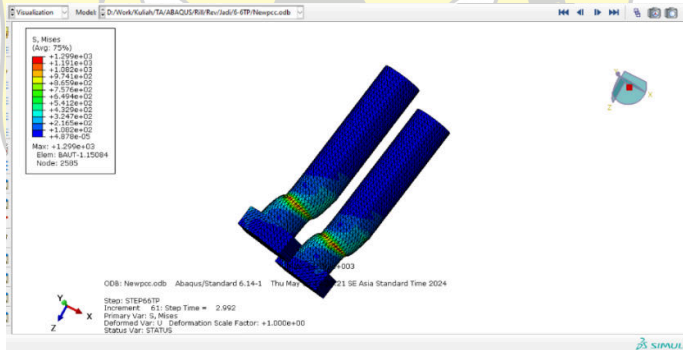 Visualization Model: D:/Work/Kuliah/TA/ABAQUS/Rill/Rev/Jadi/6-6TP/Newpcc.odb
S, Mises
(Avg: 75%)
+1.299e+03
+1.191e+03
+1.082e+03
+9.741e+02
+8.659e+02
+7.576e+02
+6.494e+02
+5.412e+02
+4.329e+02
+3.247e+02
+2.165e+02
+1.082e+02
+4.878e-05
Max: +1.299e+03
Elem: BAUT-1.15084
Node: 2585
+003
ODB: Newpcc.odb Abaqus/Standard 6.14-1 Thu May 21 SE Asia Standard Time 2024
Step: STEP66TP
Increment 61: Step Time = 2.992
Primary Var: S, Mises
Deformed Var: U Deformation Scale Factor: +1.000e+00
Status Var: STATUS
Y
X
Z
X
Z
SIMUL